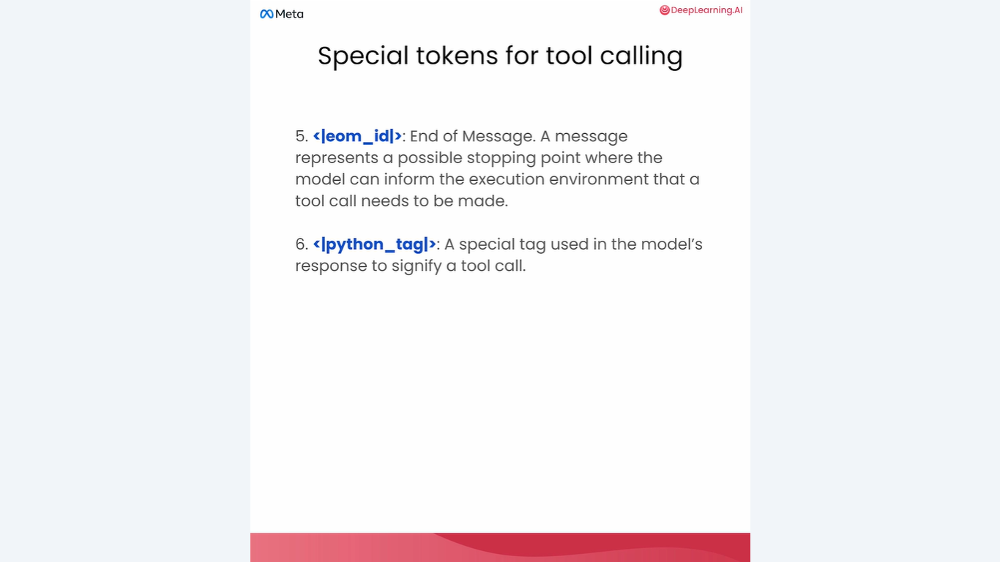 Meta
DeepLearning.AI
Special tokens for tool calling
5. <|eom_id|>: End of Message. A message
represents a possible stopping point where the
model can inform the execution environment that a
tool call needs to be made.
6. <|python_tag|>: A special tag used in the model’s
response to signify a tool call.